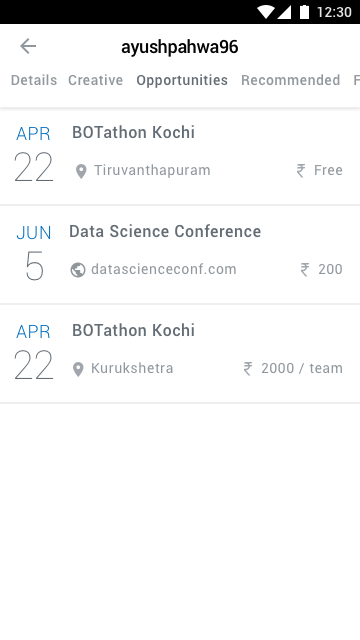 12:30
ayushpahwa96
Details Creative Opportunities Recommended F
APR BOTathon Kochi
22 Tiruvanthapuram ₹ Free
JUN Data Science Conference
5 datascienceconf.com ₹ 200
APR BOTathon Kochi
22 Kurukshetra ₹ 2000 / team